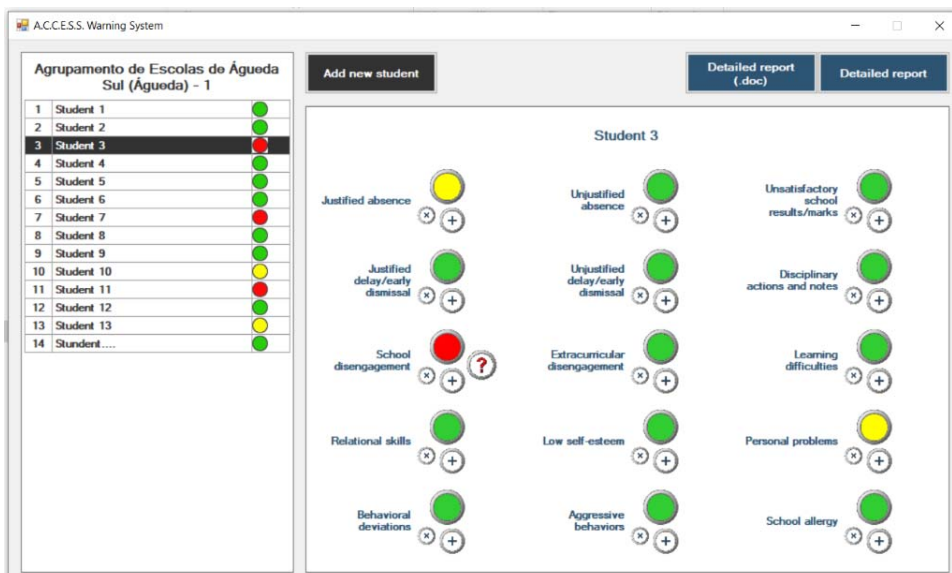 A.C.C.E.S.S. Warning System
Agrupamento de Escolas de Águeda
Sul (Águeda) - 1
1 Student 1
2 Student 2
3 Student 3
4 Student 4
5 Student 5
6 Student 6
7 Student 7
8 Student 8
9 Student 9
10 Student 10
11 Student 11
12 Student 12
13 Student 13
14 Stundent....
Add new student
Detailed report
(.doc)
Detailed report
Student 3
Justified absence
Unjustified
absence
Unsatisfactory
school
results/marks
Justified
delay/early
dismissal
Unjustified
delay/early
dismissal
Disciplinary
actions and notes
School
disengagement
?
Extracurricular
disengagement
Learning
difficulties
Relational skills
Low self-esteem
Personal problems
Behavioral
deviations
Aggressive
behaviors
School allergy